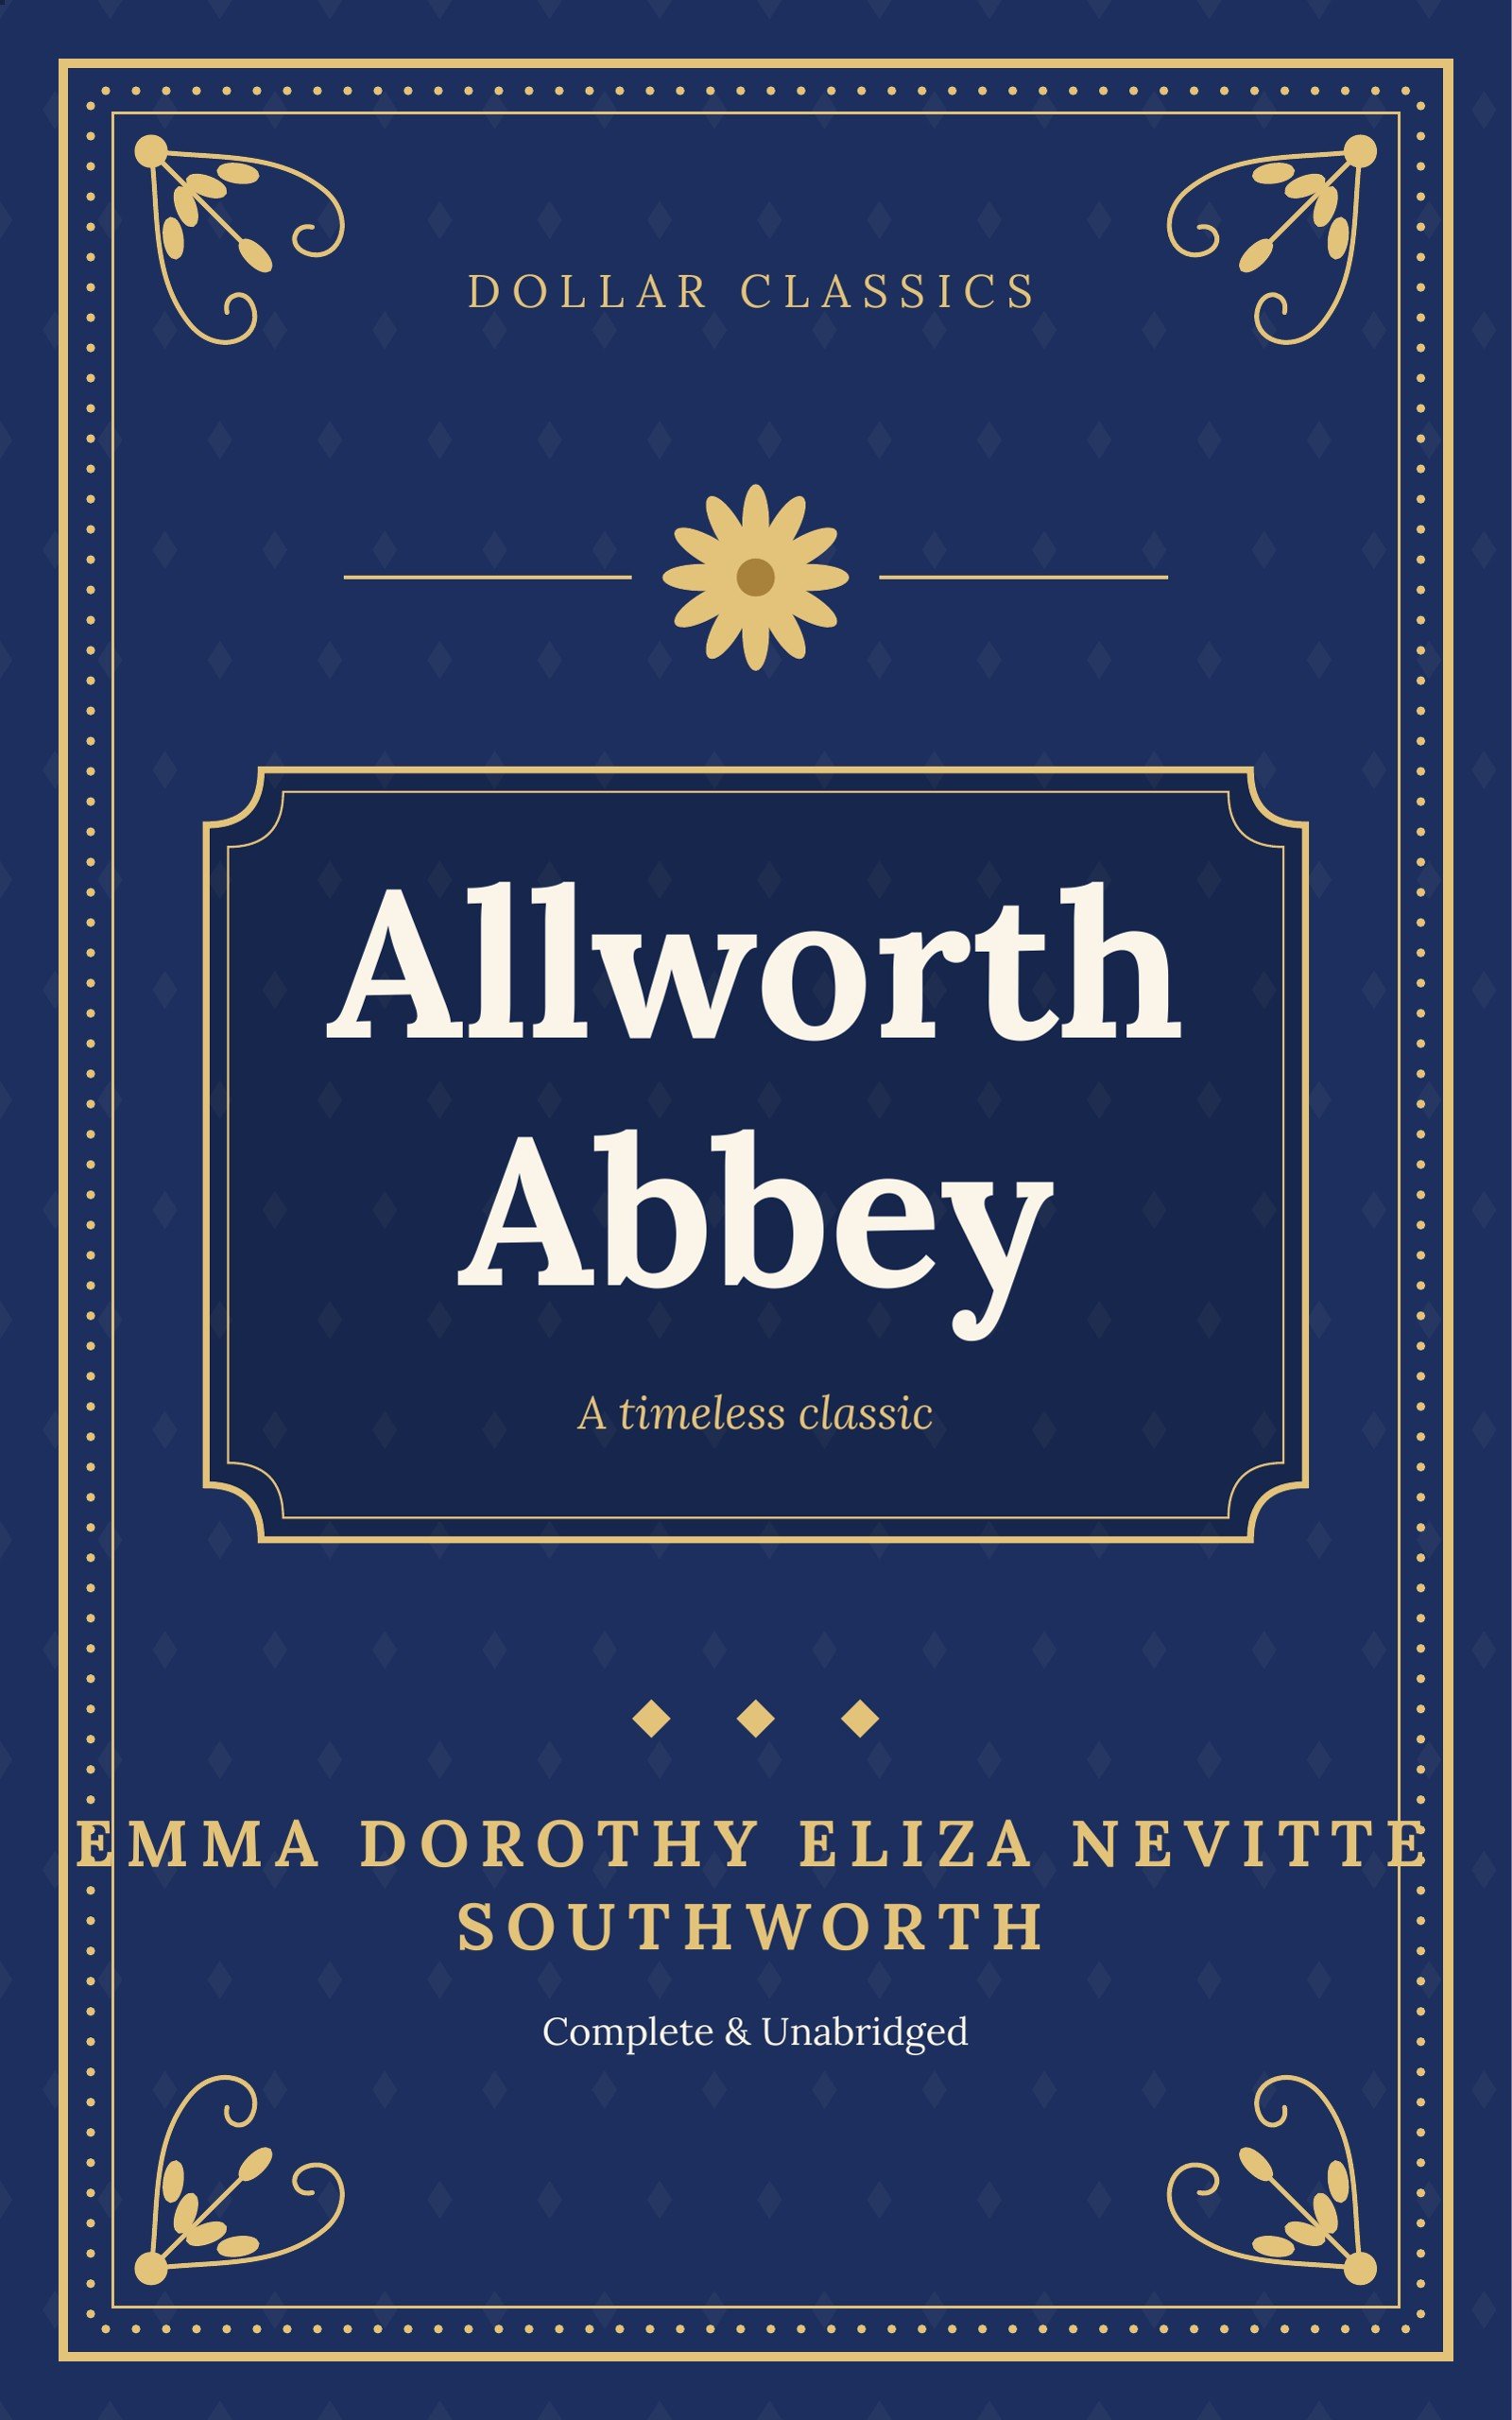 DOLLAR CLASSICS
Allworth
Abbey
A timeless classic
EMMA DOROTHY ELIZA NEVITTE
SOUTHWORTH
Complete & Unabridged